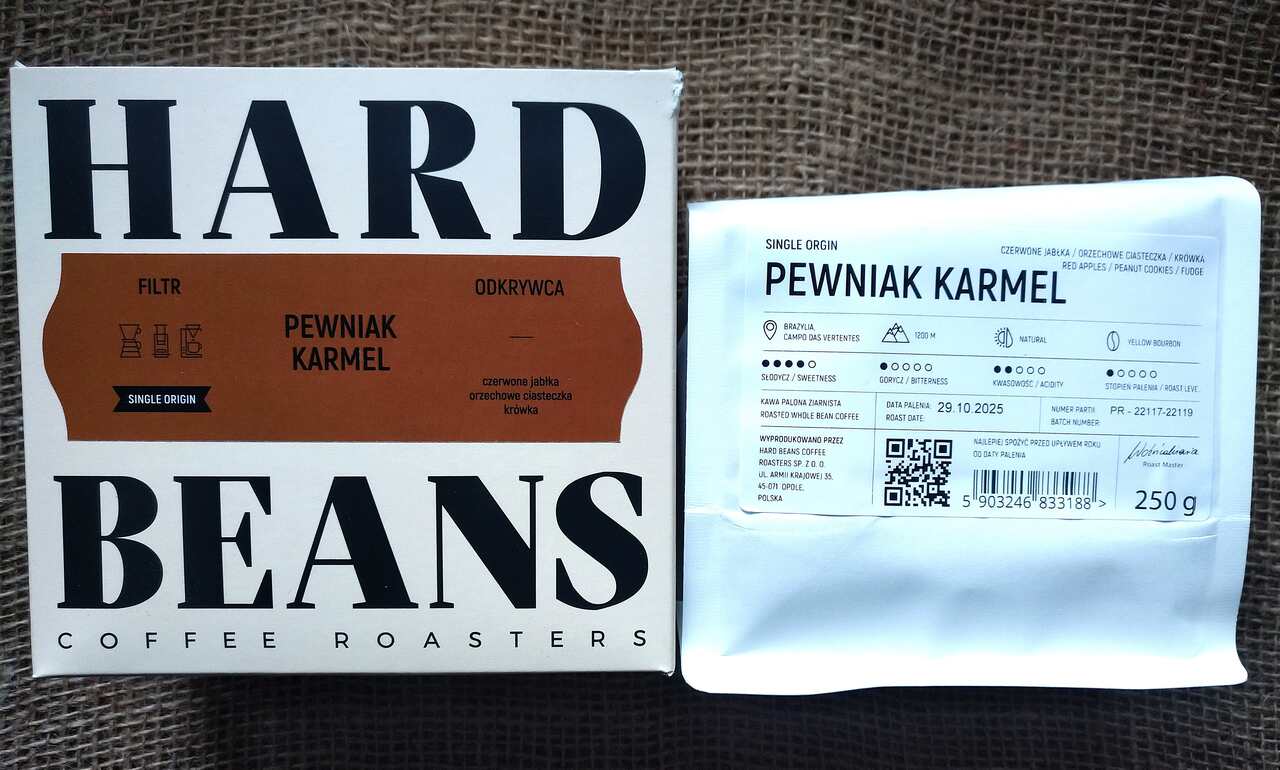 HARD
FILTR
ODKRYWCA
PEWNIAK
KARMEL
SINGLE ORIGIN
czerwone jabłka
orzechowe ciasteczka
krówka
BEANS
COFFEE ROASTERS
SINGLE ORGIN
CZERWONE JABŁKA / ORZECHOWE CIASTECZKA / KRÓWKA
RED APPLES / PEANUT COOKIES / FUDGE
PEWNIAK KARMEL
BRAZYLIA,
CAMPO DAS VERTENTES
1200 M
NATURAL
YELLOW BOURBON
SŁODYCZ / SWEETNESS
GORYCZ / BITTERNESS
KWASOWOŚĆ / ACIDITY
STOPIEŃ PALENIA / ROAST LEVE
KAWA PALONA ZIARNISTA
ROASTED WHOLE BEAN COFFEE
DATA PALENIA:
ROAST DATE:
29.10.2025
NUMER PARTII
BATCH NUMBER:
PR - 22117-22119
WYPRODUKOWANO PRZEZ
HARD BEANS COFFEE
ROASTERS SP. Z O. O.
UL. ARMII KRAJOWEJ 35,
45-071 OPOLE,
POLSKA
NAJLEPIEJ SPOŻYĆ PRZED UPŁYWEM ROKU
OD DATY PALENIA
5 903246 833188 >
Roast Master
250 g